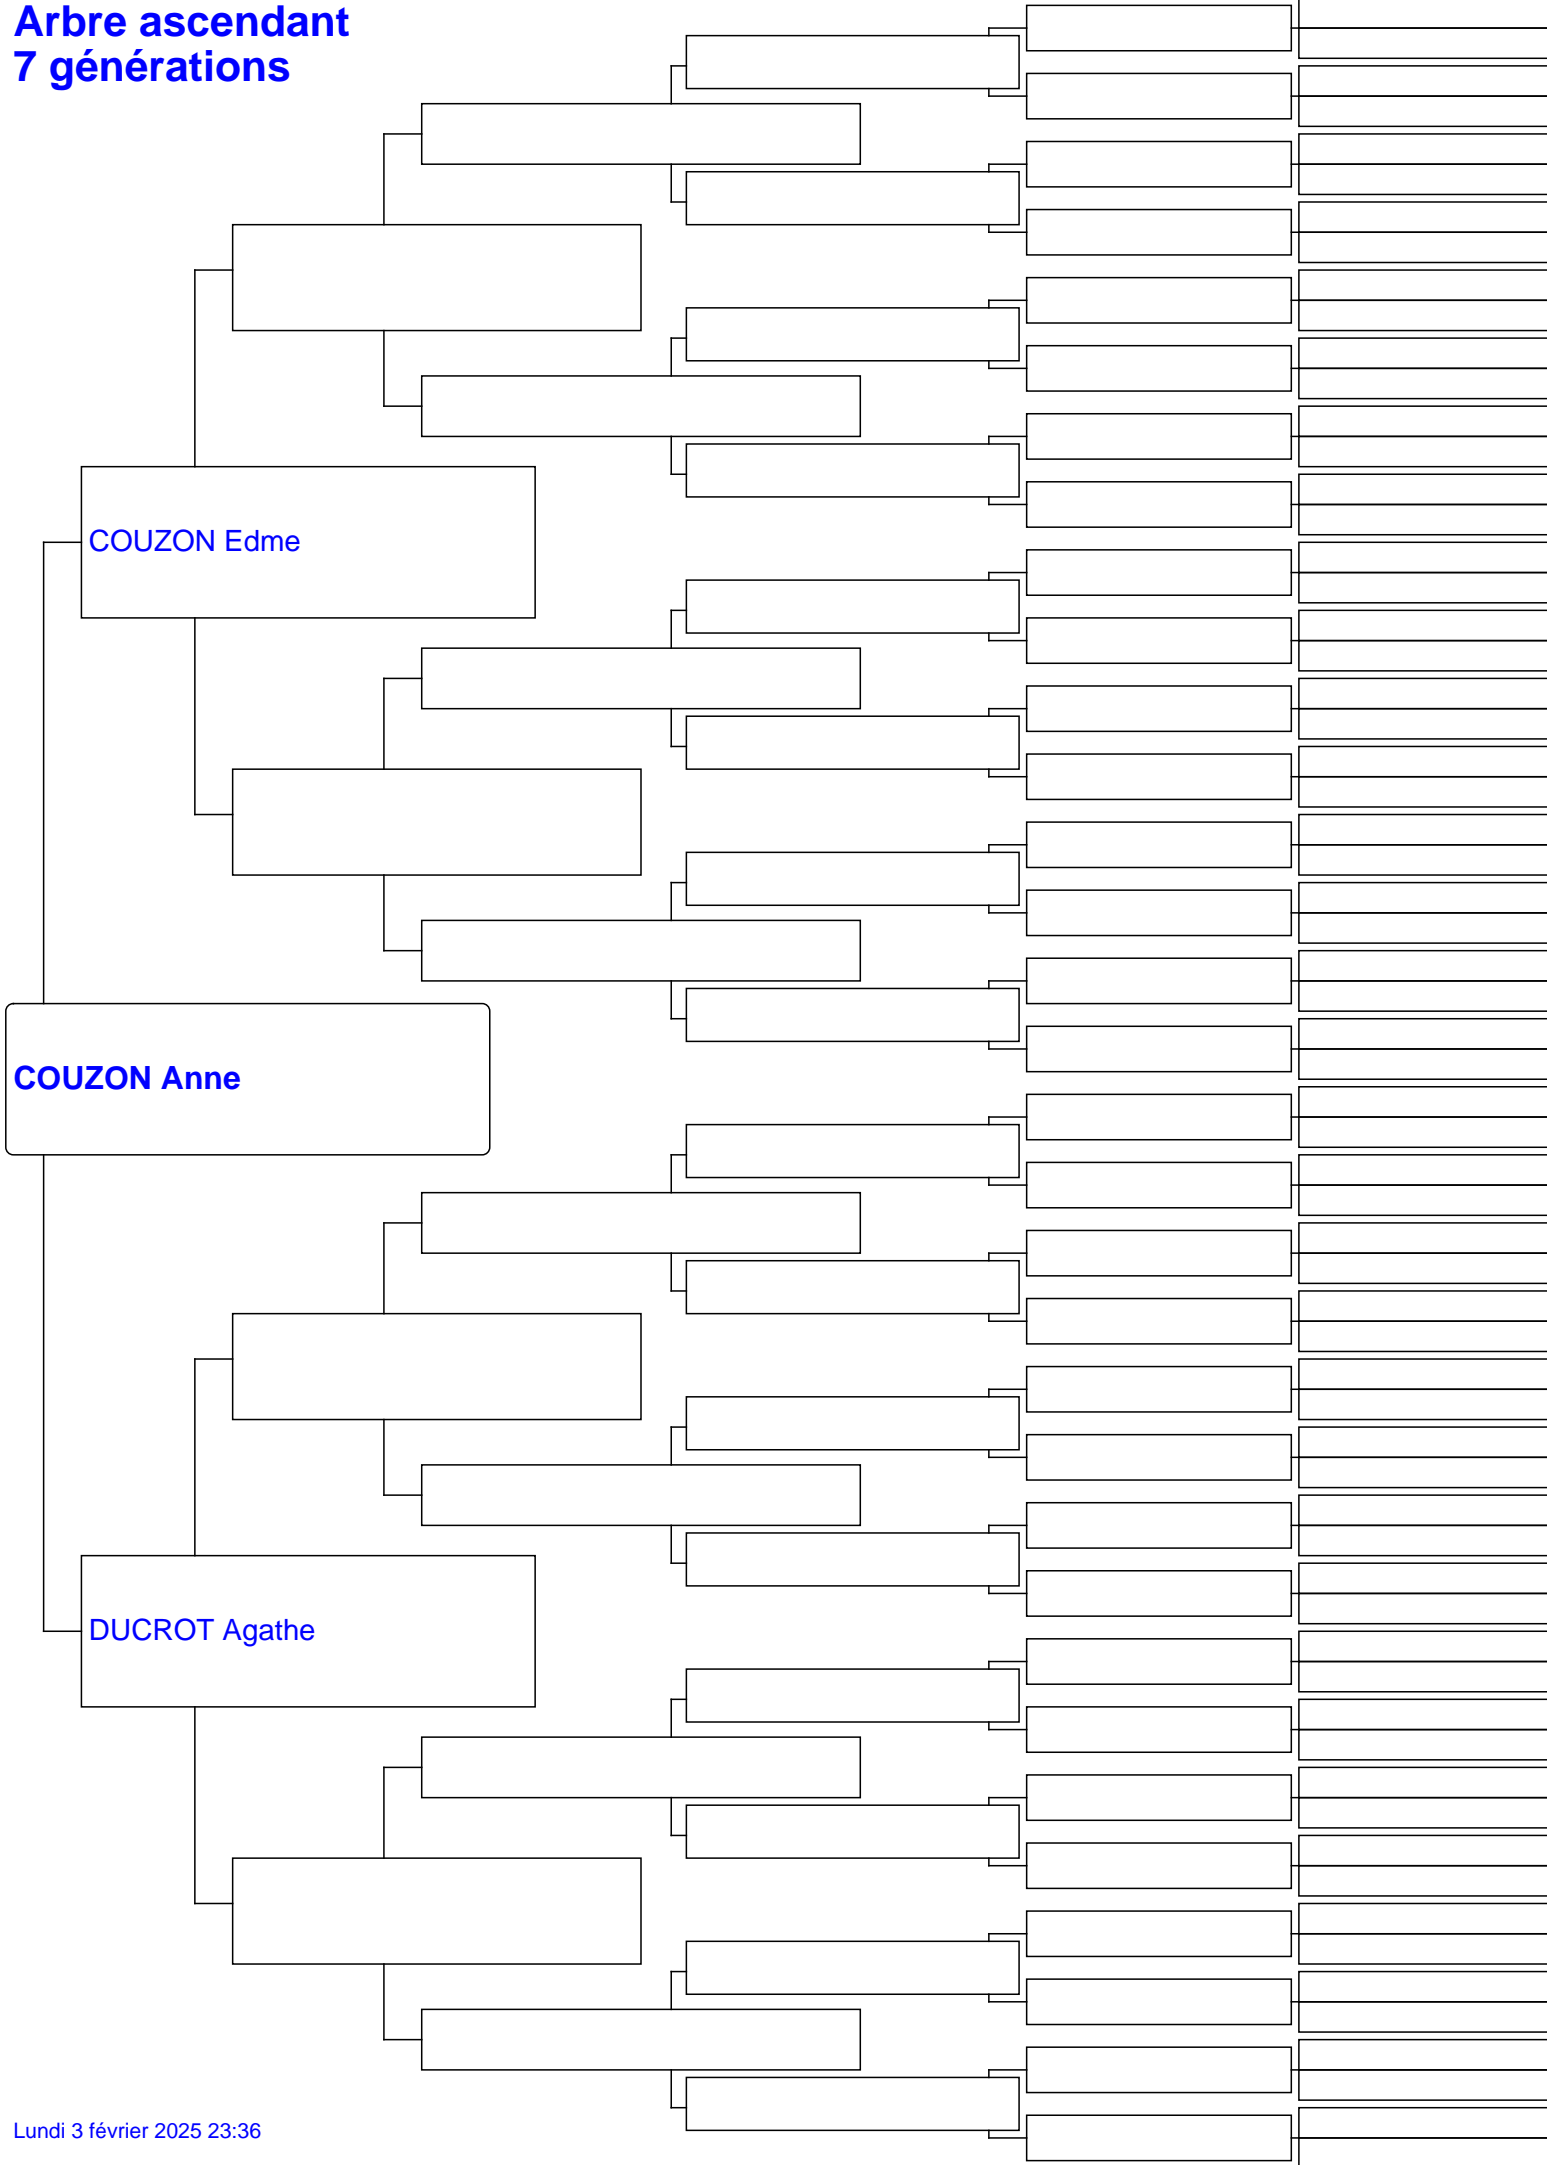 Arbre ascendant
7 générations
COUZON Edme
COUZON Anne
DUCROT Agathe
Lundi 3 février 2025 23:36